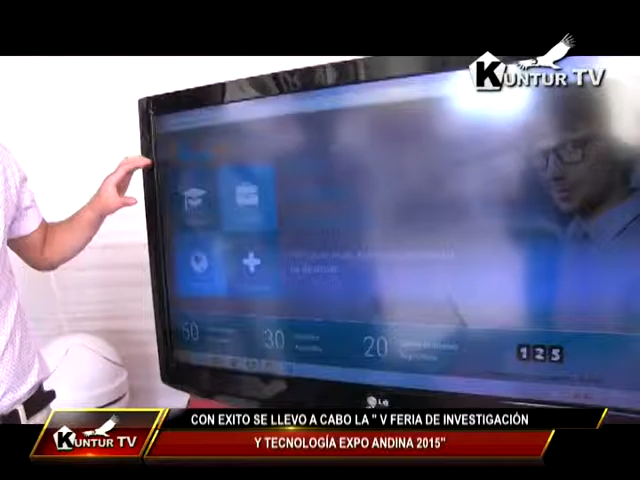 KUNTUR TV
50
30
20
125
LG
CON EXITO SE LLEVO A CABO LA " V FERIA DE INVESTIGACIÓN
Y TECNOLOGÍA EXPO ANDINA 2015"
KUNTUR TV